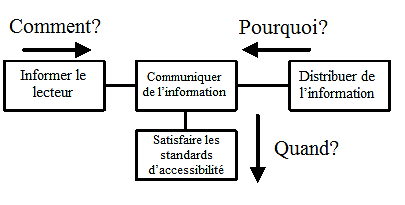 Comment?
Pourquoi?
Informer le
lecteur
Communiquer
de l'information
Distribuer de
l'information
Satisfaire les
standards
d'accessibilité
Quand?